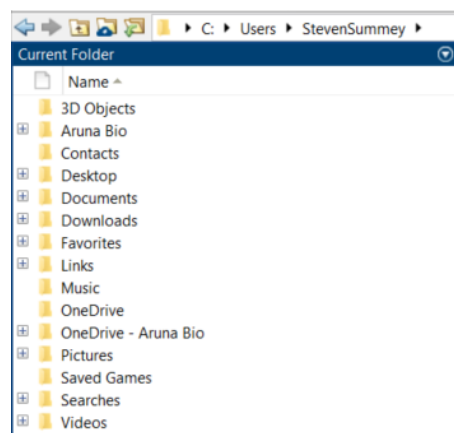 C: Users StevenSummey
Current Folder
Name
3D Objects
Aruna Bio
Contacts
Desktop
Documents
Downloads
Favorites
Links
Music
OneDrive
OneDrive - Aruna Bio
Pictures
Saved Games
Searches
Videos